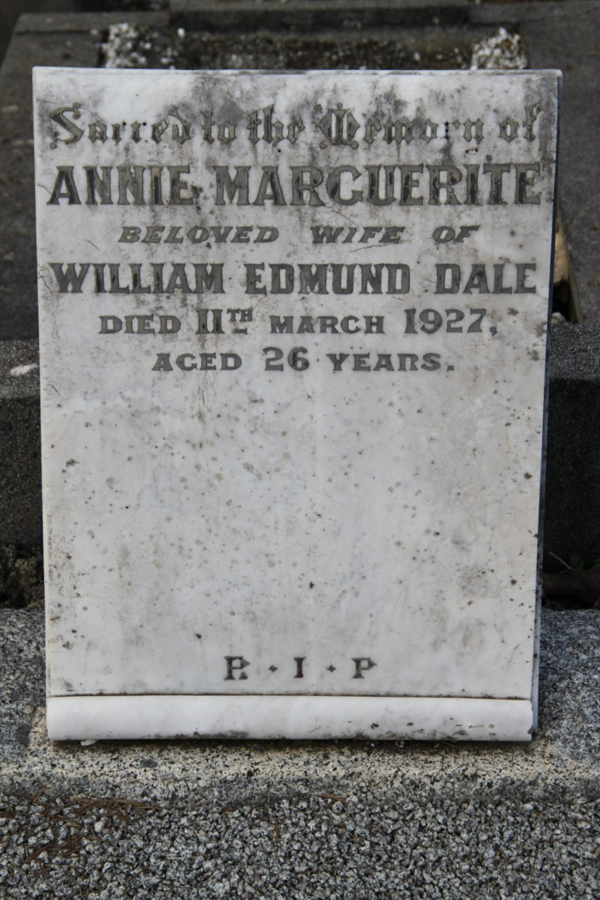 Sacred to the Memory of
ANNIE MARGUERITE
BELOVED WIFE OF
WILLIAM EDMUND DALE
DIED 11TH MARCH 1927,
AGED 26 YEARS.
R·I·P